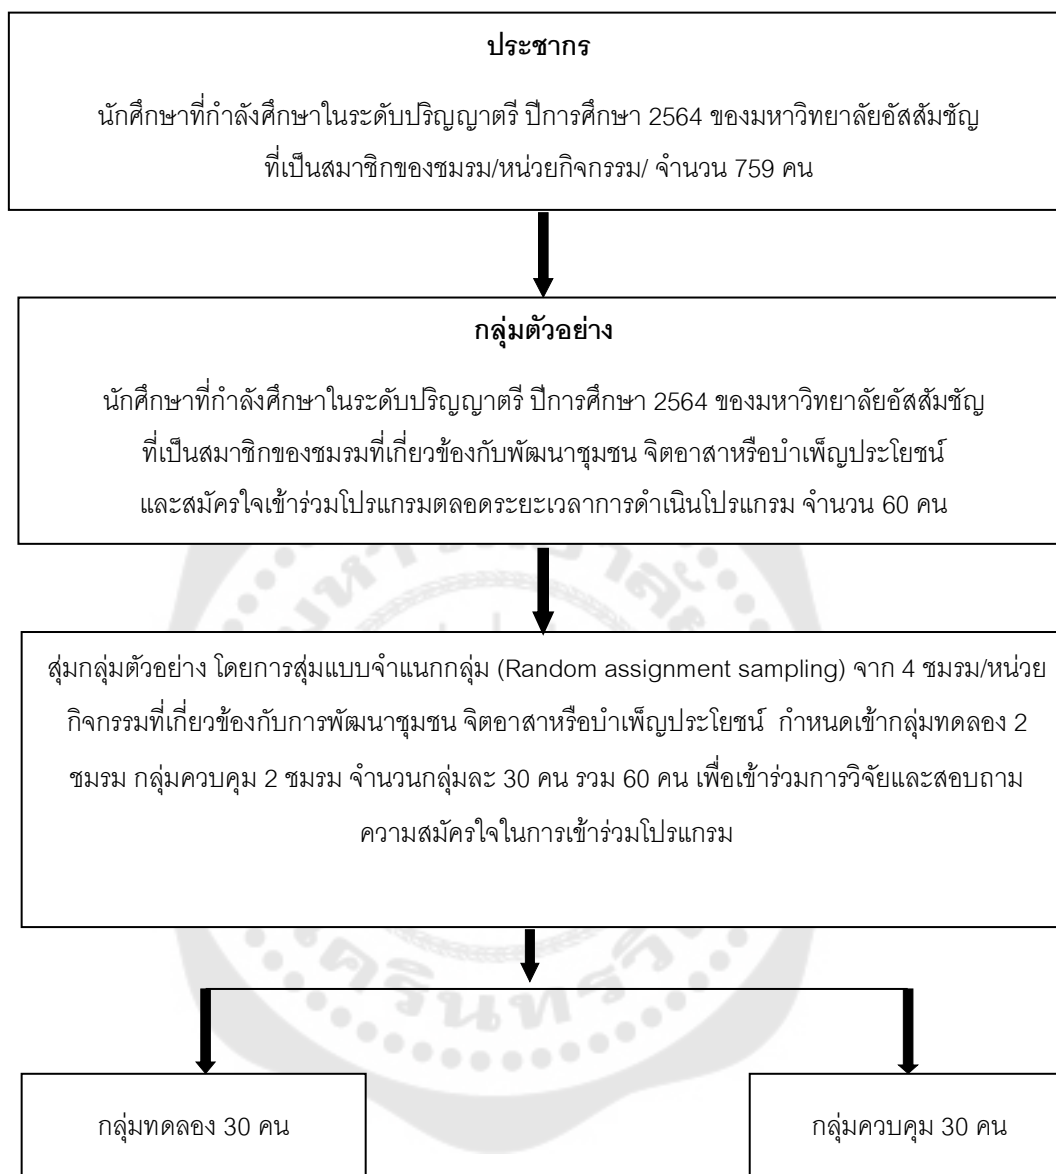 ประชากร
นักศึกษาที่กำลังศึกษาในระดับปริญญาตรี ปีการศึกษา 2564 ของมหาวิทยาลัยอัสสัมชัญ
ที่เป็นสมาชิกของชมรม/หน่วยกิจกรรม/ จำนวน 759 คน
กลุ่มตัวอย่าง
นักศึกษาที่กำลังศึกษาในระดับปริญญาตรี ปีการศึกษา 2564 ของมหาวิทยาลัยอัสสัมชัญ
ที่เป็นสมาชิกของชมรมที่เกี่ยวข้องกับพัฒนาชุมชน จิตอาสาหรือบำเพ็ญประโยชน์
และสมัครใจเข้าร่วมโปรแกรมตลอดระยะเวลาการดำเนินโปรแกรม จำนวน 60 คน
สุ่มกลุ่มตัวอย่าง โดยการสุ่มแบบจำแนกกลุ่ม (Random assignment sampling) จาก 4 ชมรม/หน่วย
กิจกรรมที่เกี่ยวข้องกับการพัฒนาชุมชน จิตอาสาหรือบำเพ็ญประโยชน์ กำหนดเข้ากลุ่มทดลอง 2
ชมรม กลุ่มควบคุม 2 ชมรม จำนวนกลุ่มละ 30 คน รวม 60 คน เพื่อเข้าร่วมการวิจัยและสอบถาม
ความสมัครใจในการเข้าร่วมโปรแกรม
กลุ่มทดลอง 30 คน
กลุ่มควบคุม 30 คน